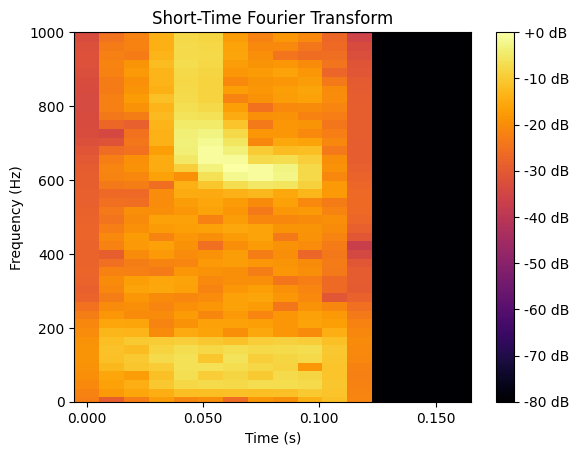 Short-Time Fourier Transform
Frequency (Hz)
1000
800
600
400
200
0
0.000
0.050
0.100
0.150
Time (s)
+0 dB
-10 dB
-20 dB
-30 dB
-40 dB
-50 dB
-60 dB
-70 dB
-80 dB